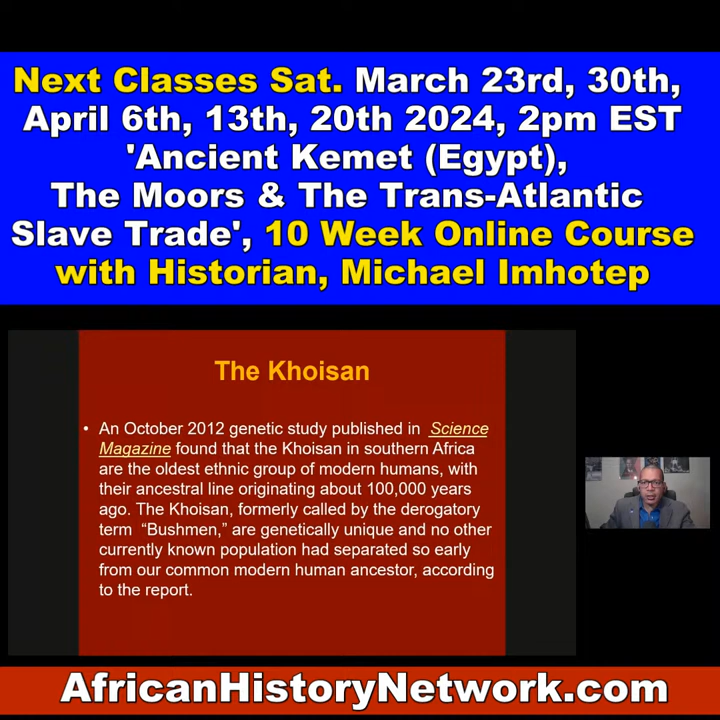 Next Classes Sat. March 23rd, 30th,
April 6th, 13th, 20th 2024, 2pm EST
'Ancient Kemet (Egypt),
The Moors & The Trans-Atlantic
Slave Trade', 10 Week Online Course
with Historian, Michael Imhotep
The Khoisan
• An October 2012 genetic study published in Science
Magazine found that the Khoisan in southern Africa
are the oldest ethnic group of modern humans, with
their ancestral line originating about 100,000 years
ago. The Khoisan, formerly called by the derogatory
term “Bushmen,” are genetically unique and no other
currently known population had separated so early
from our common modern human ancestor, according
to the report.
AfricanHistoryNetwork.com